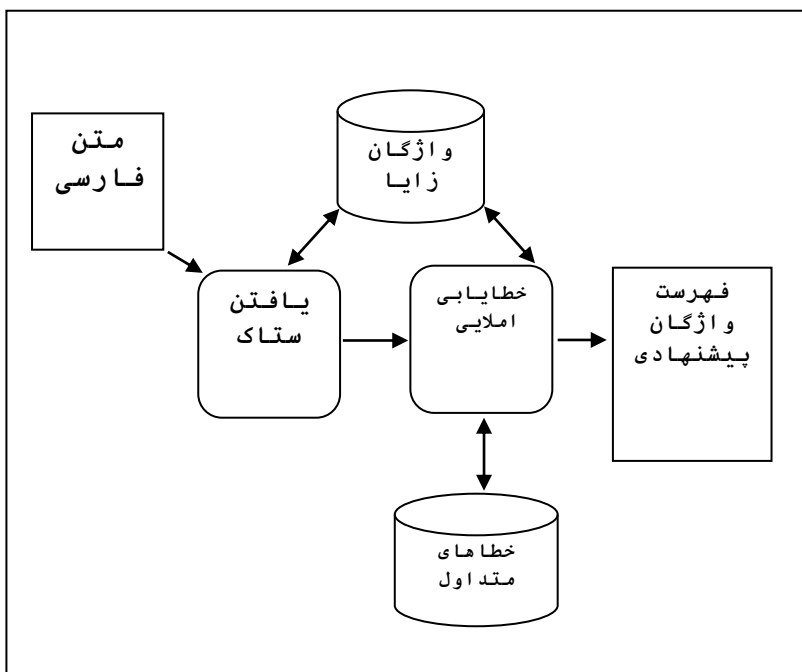 متن
فارسی
واژگان
زایا
یافتن
ستاک
خطایابی
املایی
فهرست
واژگان
پیشنهادی
خطاهای
متداول